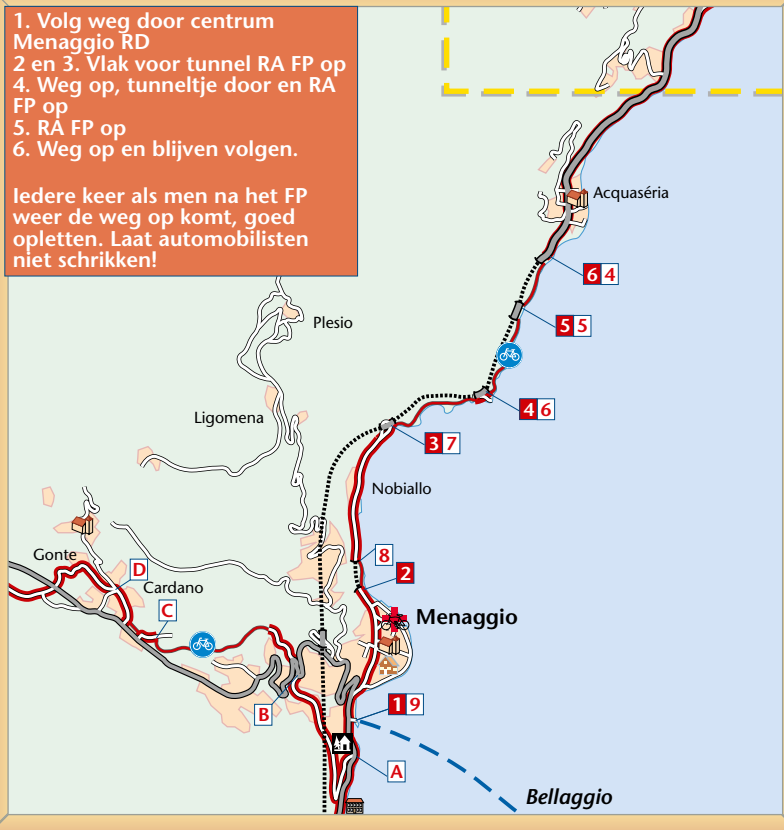 1. Volg weg door centrum
Menaggio RD
2 en 3. Vlak voor tunnel RA FP op
4. Weg op, tunneltje door en RA
FP op
5. RA FP op
6. Weg op en blijven volgen.
Iedere keer als men na het FP
weer de weg op komt, goed
opletten. Laat automobilisten
niet schrikken!
Acquaséria
6 4
Plesio
5 5
Ligomena
4 6
3 7
Nobiallo
8
Gonte
D
2
Cardano
C
Menaggio
B
1 9
A
Bellaggio